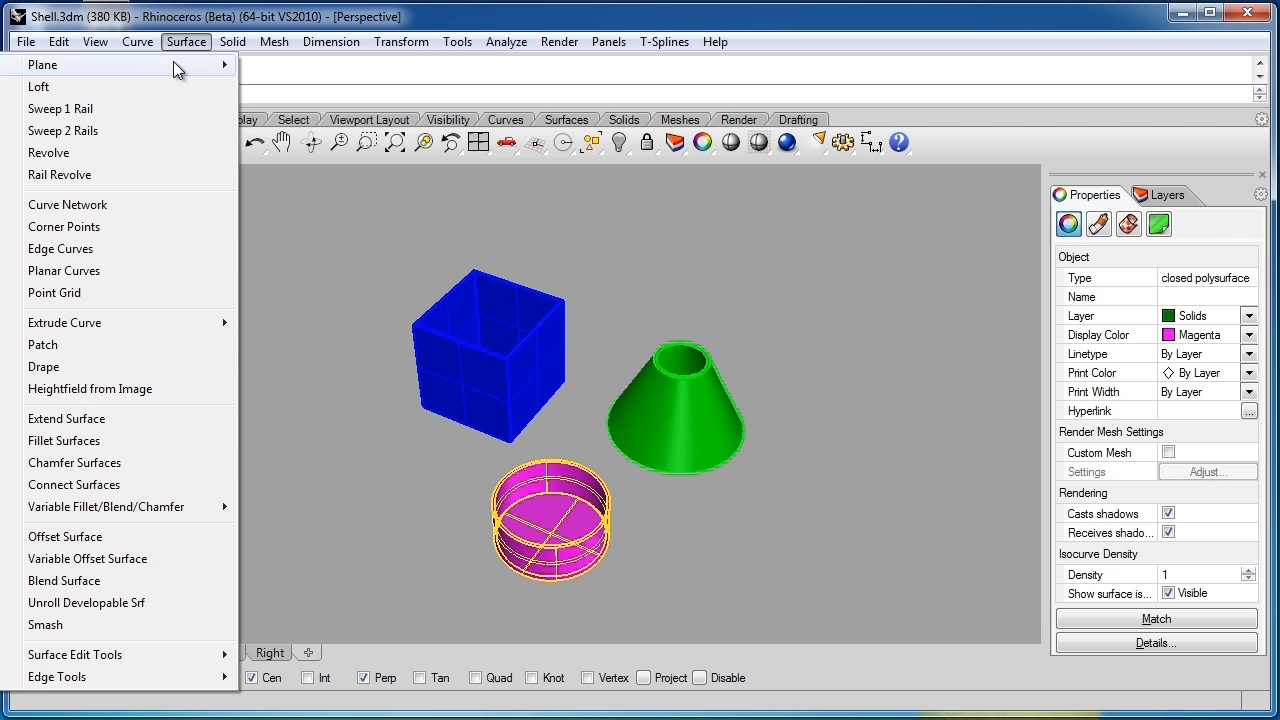 Shell.3dm (380 KB) - Rhinoceros (Beta) (64-bit VS2010) - [Perspective]
File Edit View Curve Surface Solid Mesh Dimension Transform Tools Analyze Render Panels T-Splines Help
Plane
Loft
Sweep 1 Rail
Sweep 2 Rails
Revolve
Rail Revolve
Curve Network
Corner Points
Edge Curves
Planar Curves
Point Grid
Extrude Curve
Patch
Drape
Heightfield from Image
Extend Surface
Fillet Surfaces
Chamfer Surfaces
Connect Surfaces
Variable Fillet/Blend/Chamfer
Offset Surface
Variable Offset Surface
Blend Surface
Unroll Developable Srf
Smash
Surface Edit Tools
Edge Tools
play Select Viewport Layout Visibility Curves Surfaces Solids Meshes Render Drafting
Properties Layers
Object
Type closed polysurface
Name
Layer Solids
Display Color Magenta
Linetype By Layer
Print Color By Layer
Print Width By Layer
Hyperlink ...
Render Mesh Settings
Custom Mesh
Settings Adjust...
Rendering
Casts shadows
Receives shado...
Isocurve Density
Density 1
Show surface is... Visible
Match
Details...
Right
Cen Int Perp Tan Quad Knot Vertex Project Disable